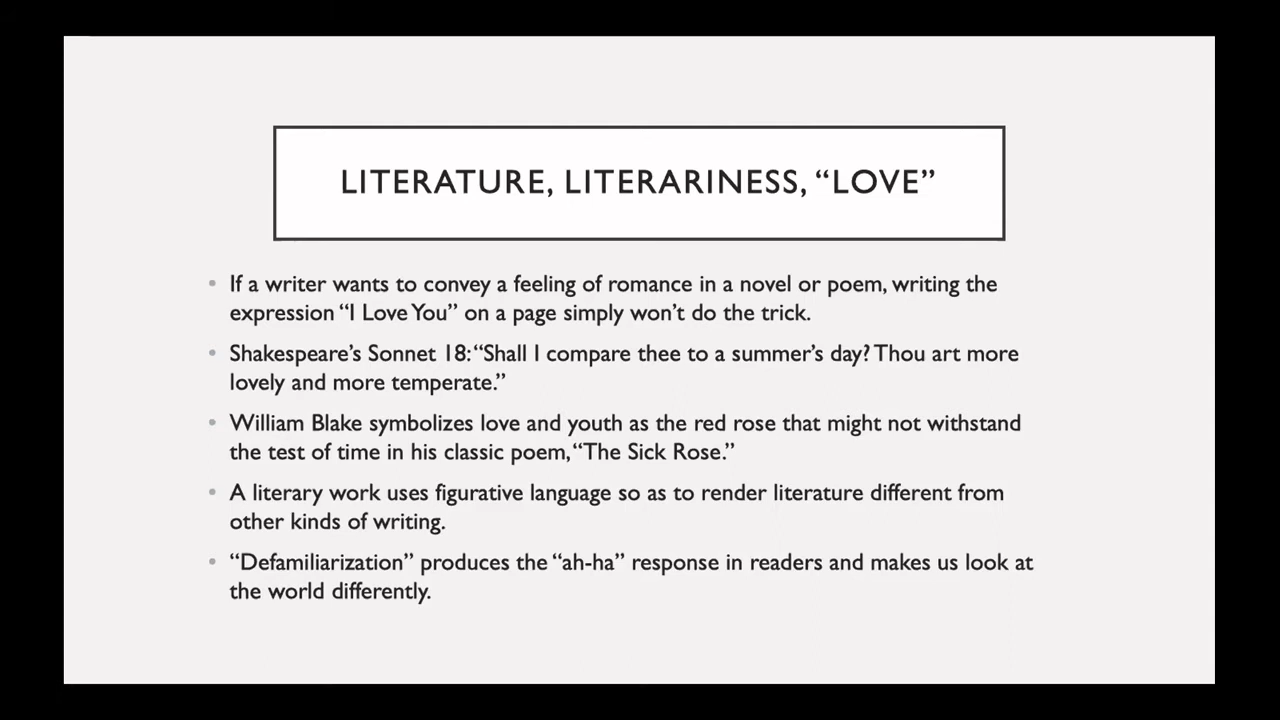 LITERATURE, LITERARINESS, “LOVE”
• If a writer wants to convey a feeling of romance in a novel or poem, writing the
expression “I Love You” on a page simply won’t do the trick.
• Shakespeare’s Sonnet 18: “Shall I compare thee to a summer’s day? Thou art more
lovely and more temperate.”
• William Blake symbolizes love and youth as the red rose that might not withstand
the test of time in his classic poem, “The Sick Rose.”
• A literary work uses figurative language so as to render literature different from
other kinds of writing.
• “Defamiliarization” produces the “ah-ha” response in readers and makes us look at
the world differently.